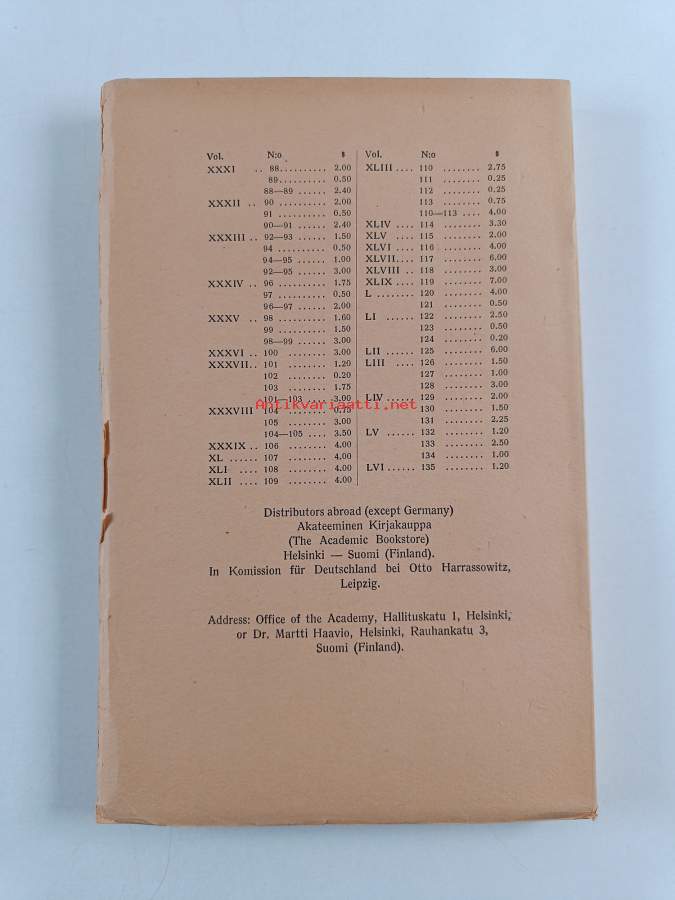 Vol. N:o $
XXXI .. 88.......... 2.00
89.......... 0.50
88—89 ...... 2.40
XXXII .. 90 ........ 2.00
91 ........ 0.50
90—91 ...... 2.40
XXXIII .. 92—93 ...... 1.50
94 ........ 0.50
94—95 ...... 1.00
92—95 ...... 3.00
XXXIV .. 96 ........ 1.75
97 ........ 0.50
96—97 ...... 2.00
XXXV .. 98 ........ 1.60
99 ........ 1.50
98—99 ...... 3.00
XXXVI .. 100 ........ 3.00
XXXVII.. 101 ........ 1.20
102 ........ 0.20
103 ........ 1.75
101—103 .... 3.00
XXXVIII 104 ........ 0.75
105 ........ 3.00
104—105 .... 3.50
XXXIX .. 106 ........ 4.00
XL ...... 107 ........ 4.00
XLI .... 108 ........ 4.00
XLII .... 109 ........ 4.00
Vol. N:o $
XLIII .... 110 ........ 2.75
111 ........ 0.25
112 ........ 0.25
113 ........ 0.75
110—113 .... 4.00
XLIV .... 114 ........ 3.30
XLV .... 115 ........ 2.00
XLVI .... 116 ........ 4.00
XLVII.... 117 ........ 6.00
XLVIII .. 118 ........ 3.00
XLIX .... 119 ........ 7.00
L ........ 120 ........ 4.00
121 ........ 0.50
LI ...... 122 ........ 2.50
123 ........ 0.50
124 ........ 0.20
LII ...... 125 ........ 6.00
LIII .... 126 ........ 1.50
127 ........ 1.00
128 ........ 3.00
LIV ...... 129 ........ 2.00
130 ........ 1.50
131 ........ 2.25
LV ...... 132 ........ 1.20
133 ........ 2.50
134 ........ 1.00
LVI ...... 135 ........ 1.20
Antikvariaatti.net
Distributors abroad (except Germany)
Akateeminen Kirjakauppa
(The Academic Bookstore)
Helsinki — Suomi (Finland).
In Komission für Deutschland bei Otto Harrassowitz,
Leipzig.
Address: Office of the Academy, Hallituskatu 1, Helsinki,
or Dr. Martti Haavio, Helsinki, Rauhankatu 3,
Suomi (Finland).